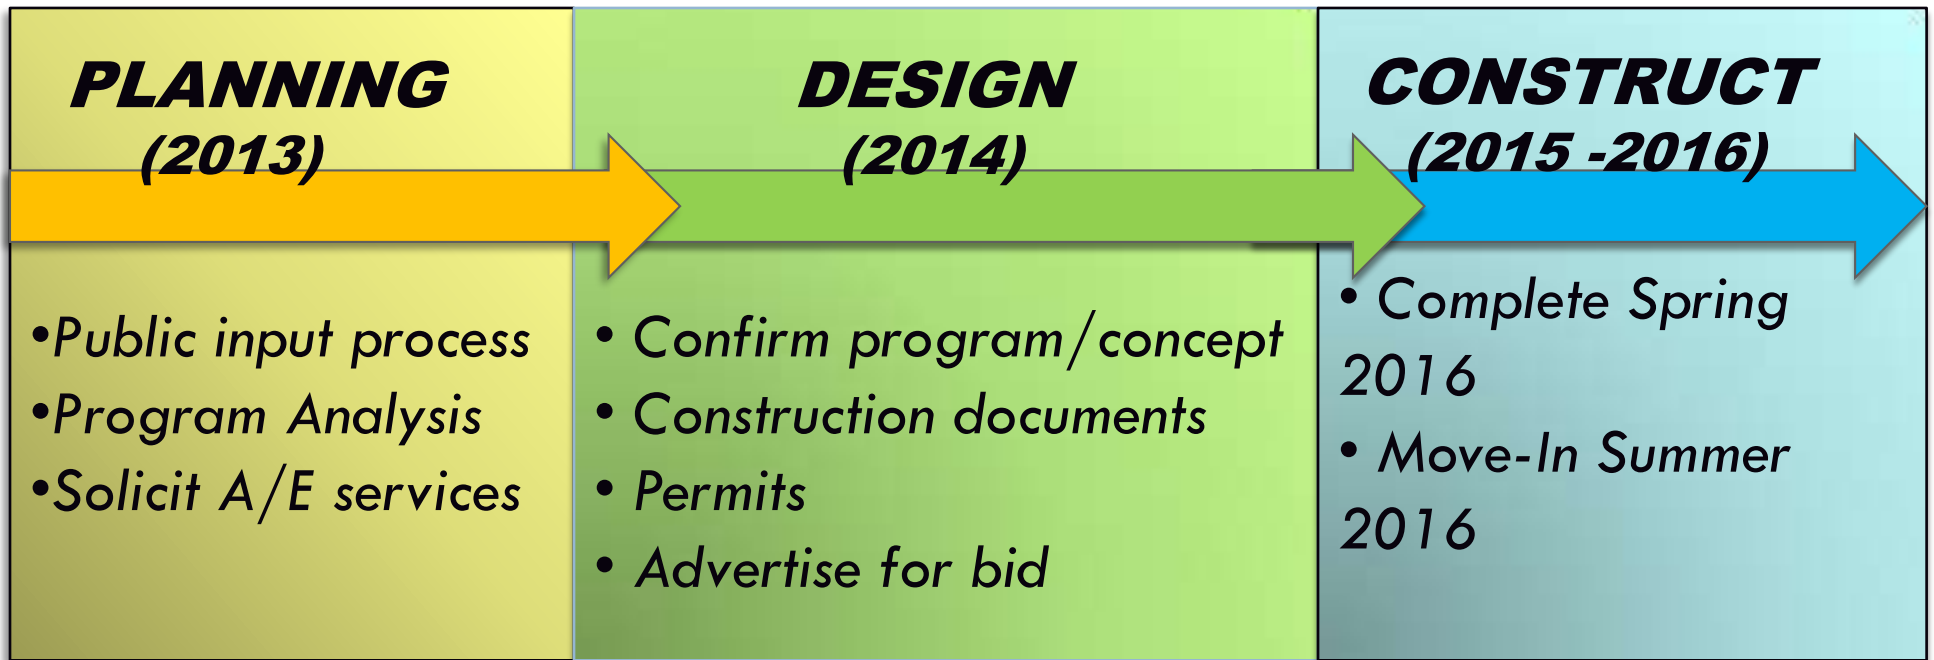 PLANNING
(2013)
•Public input process
•Program Analysis
•Solicit A/E services
DESIGN
(2014)
• Confirm program/concept
• Construction documents
• Permits
• Advertise for bid
CONSTRUCT
(2015 -2016)
• Complete Spring
2016
• Move-In Summer
2016